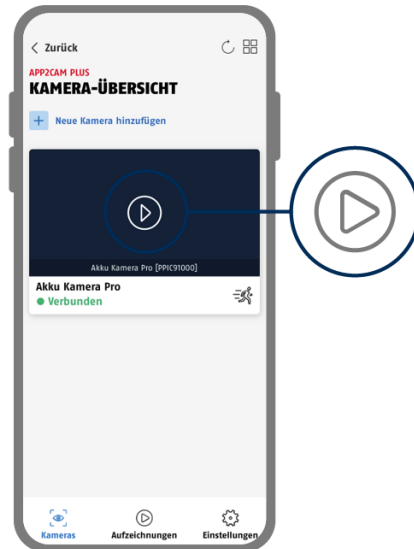 Zurück
APP2CAM PLUS
KAMERA-ÜBERSICHT
Neue Kamera hinzufügen
Akku Kamera Pro [PPIC91000]
Akku Kamera Pro
Verbunden
Kameras Aufzeichnungen Einstellungen